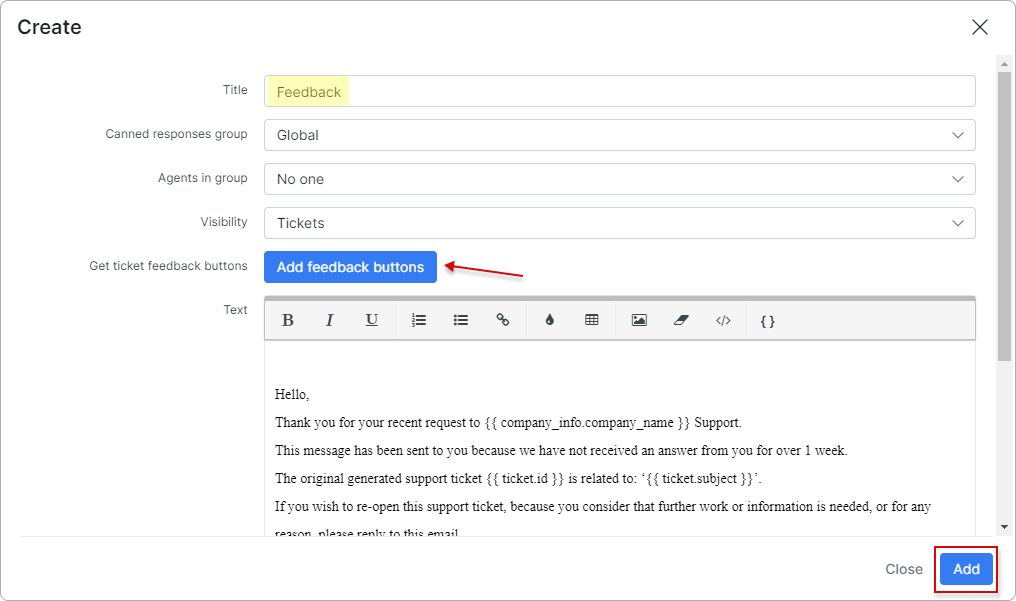 Create
Title
Feedback
Canned responses group
Global
Agents in group
No one
Visibility
Tickets
Get ticket feedback buttons
Add feedback buttons
Text
B I U </> { }
Hello,
Thank you for your recent request to {{ company_info.company_name }} Support.
This message has been sent to you because we have not received an answer from you for over 1 week.
The original generated support ticket {{ ticket.id }} is related to: ‘{{ ticket.subject }}’.
If you wish to re-open this support ticket, because you consider that further work or information is needed, or for any
reason, please reply to this email
Close
Add